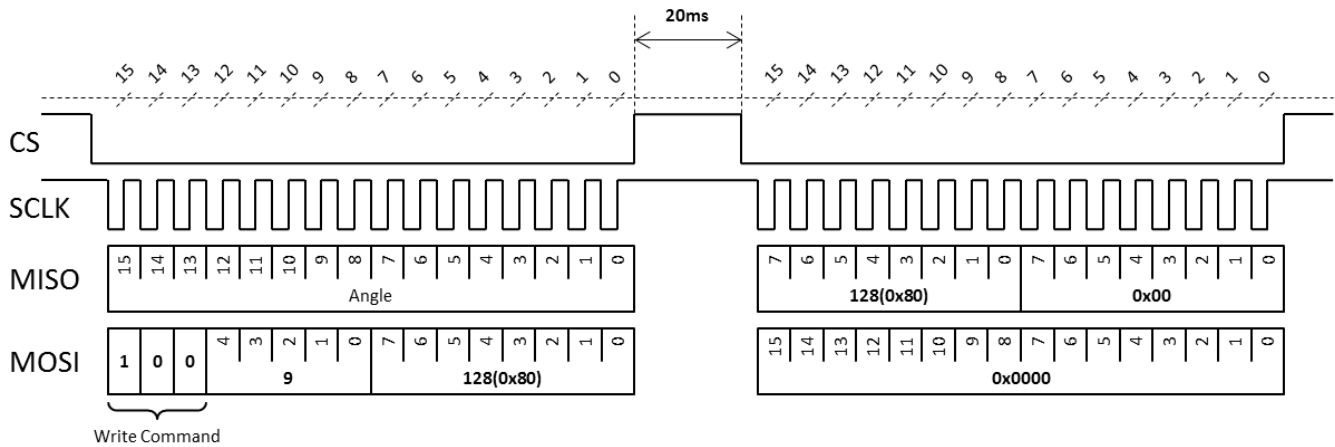 20ms
15 14 13 12 11 10 9 8 7 6 5 4 3 2 1 0 15 14 13 12 11 10 9 8 7 6 5 4 3 2 1 0
CS
SCLK
MISO 15 14 13 12 11 10 9 8 7 6 5 4 3 2 1 0 7 6 5 4 3 2 1 0 7 6 5 4 3 2 1 0
Angle 128(0x80) 0x00
MOSI 1 0 0 4 3 2 1 0 7 6 5 4 3 2 1 0 15 14 13 12 11 10 9 8 7 6 5 4 3 2 1 0
9 128(0x80) 0x0000
Write Command